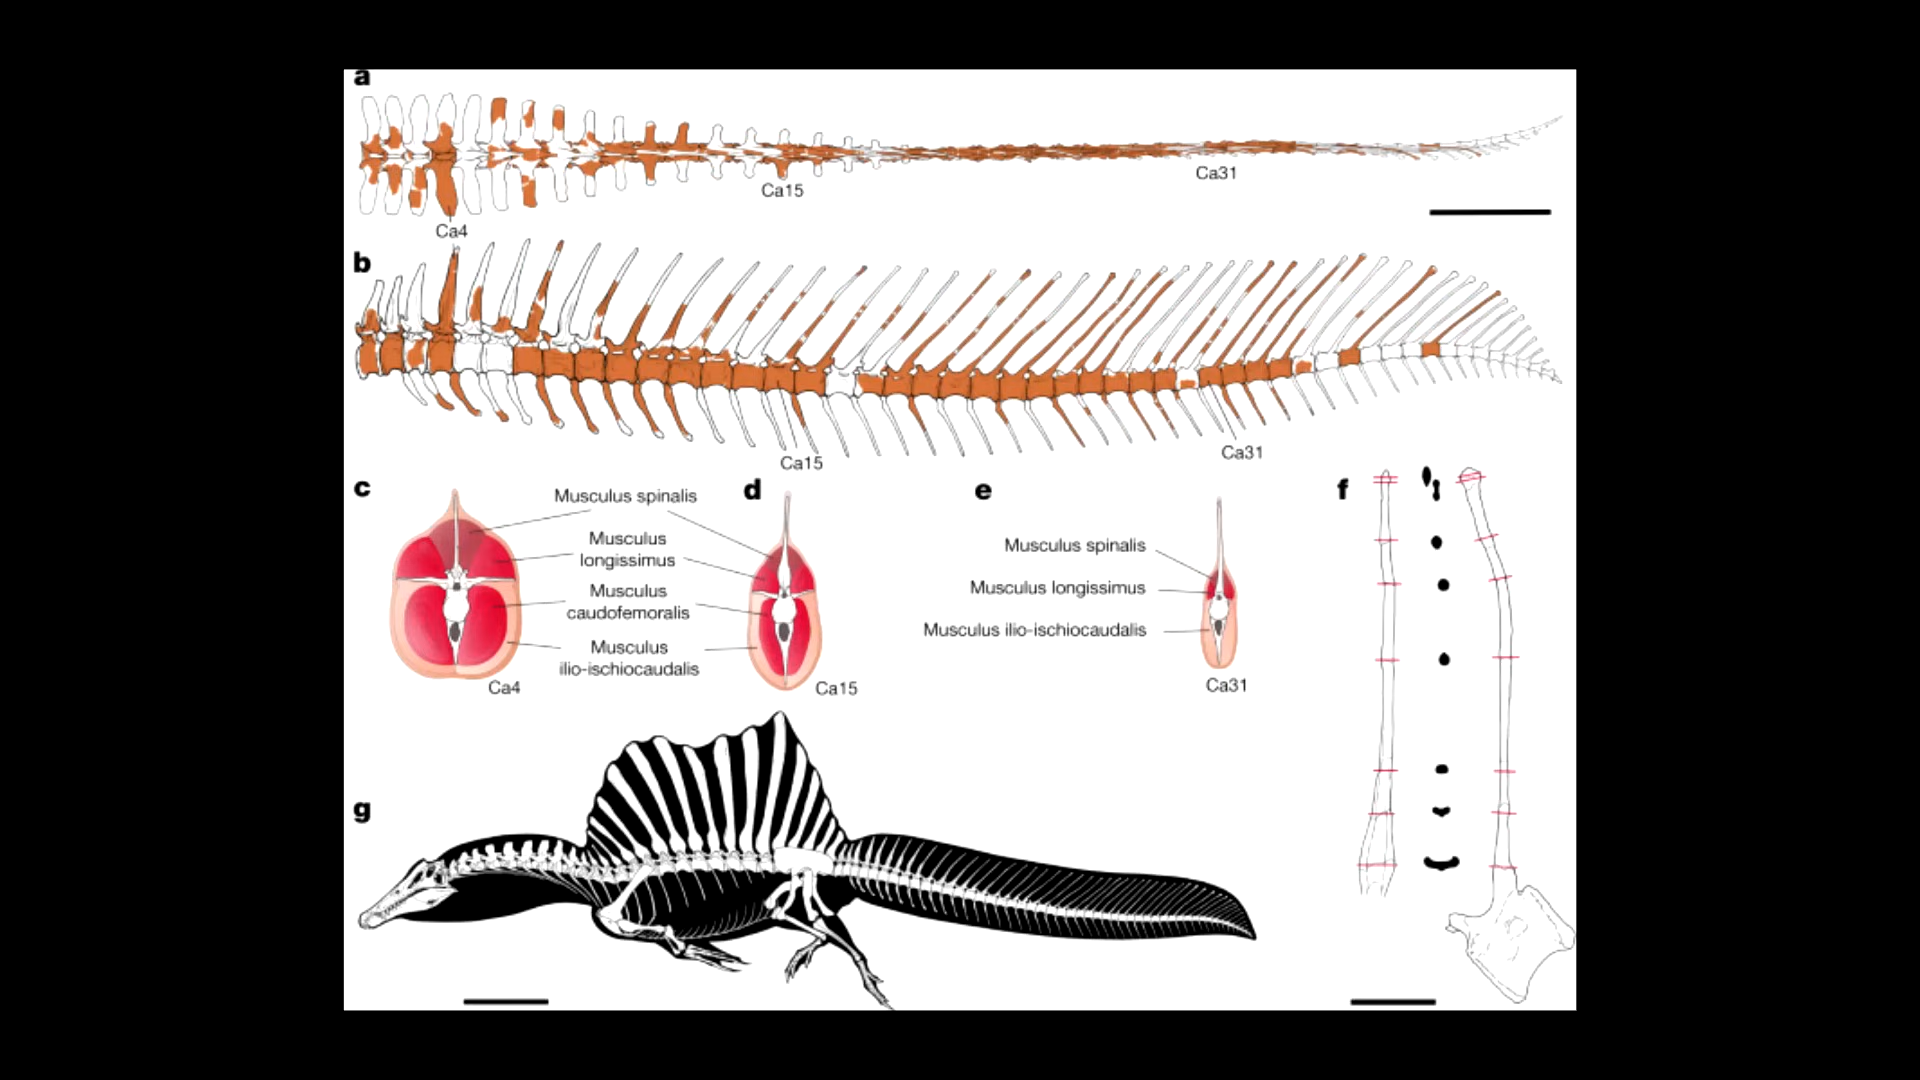 a
Ca15
Ca31
Ca4
b
Ca15
Ca31
c
Musculus spinalis
Musculus
longissimus
Musculus
caudofemoralis
Musculus
ilio-ischiocaudalis
Ca4
d
Ca15
e
Musculus spinalis
Musculus longissimus
Musculus ilio-ischiocaudalis
Ca31
f
g